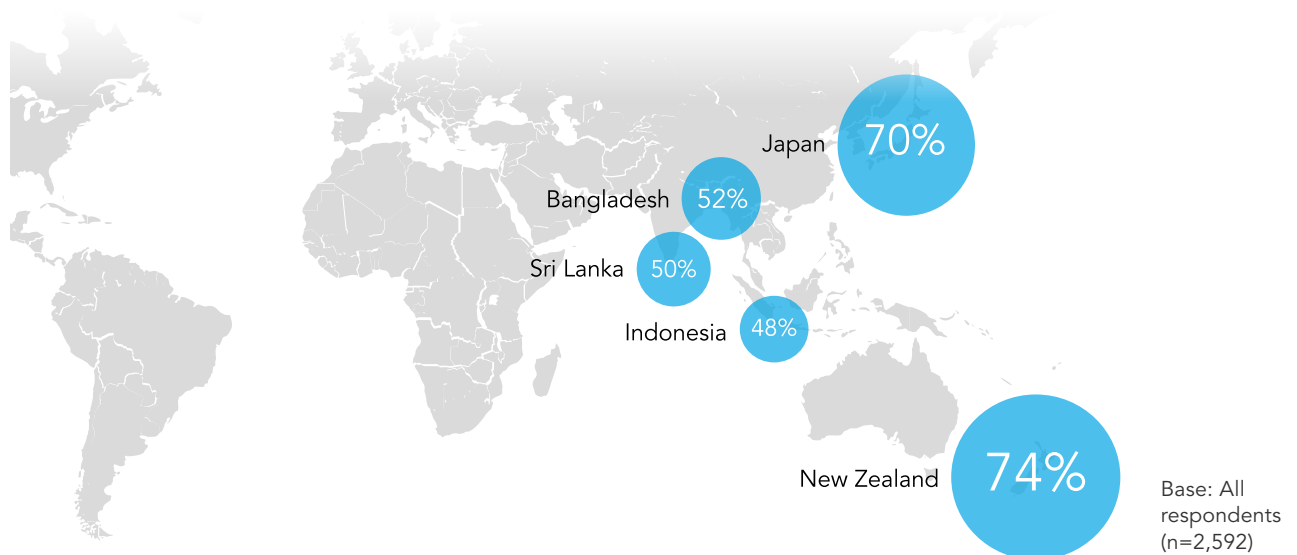 Japan
70%
Bangladesh
52%
Sri Lanka
50%
Indonesia
48%
New Zealand
74%
Base: All
respondents
(n=2,592)